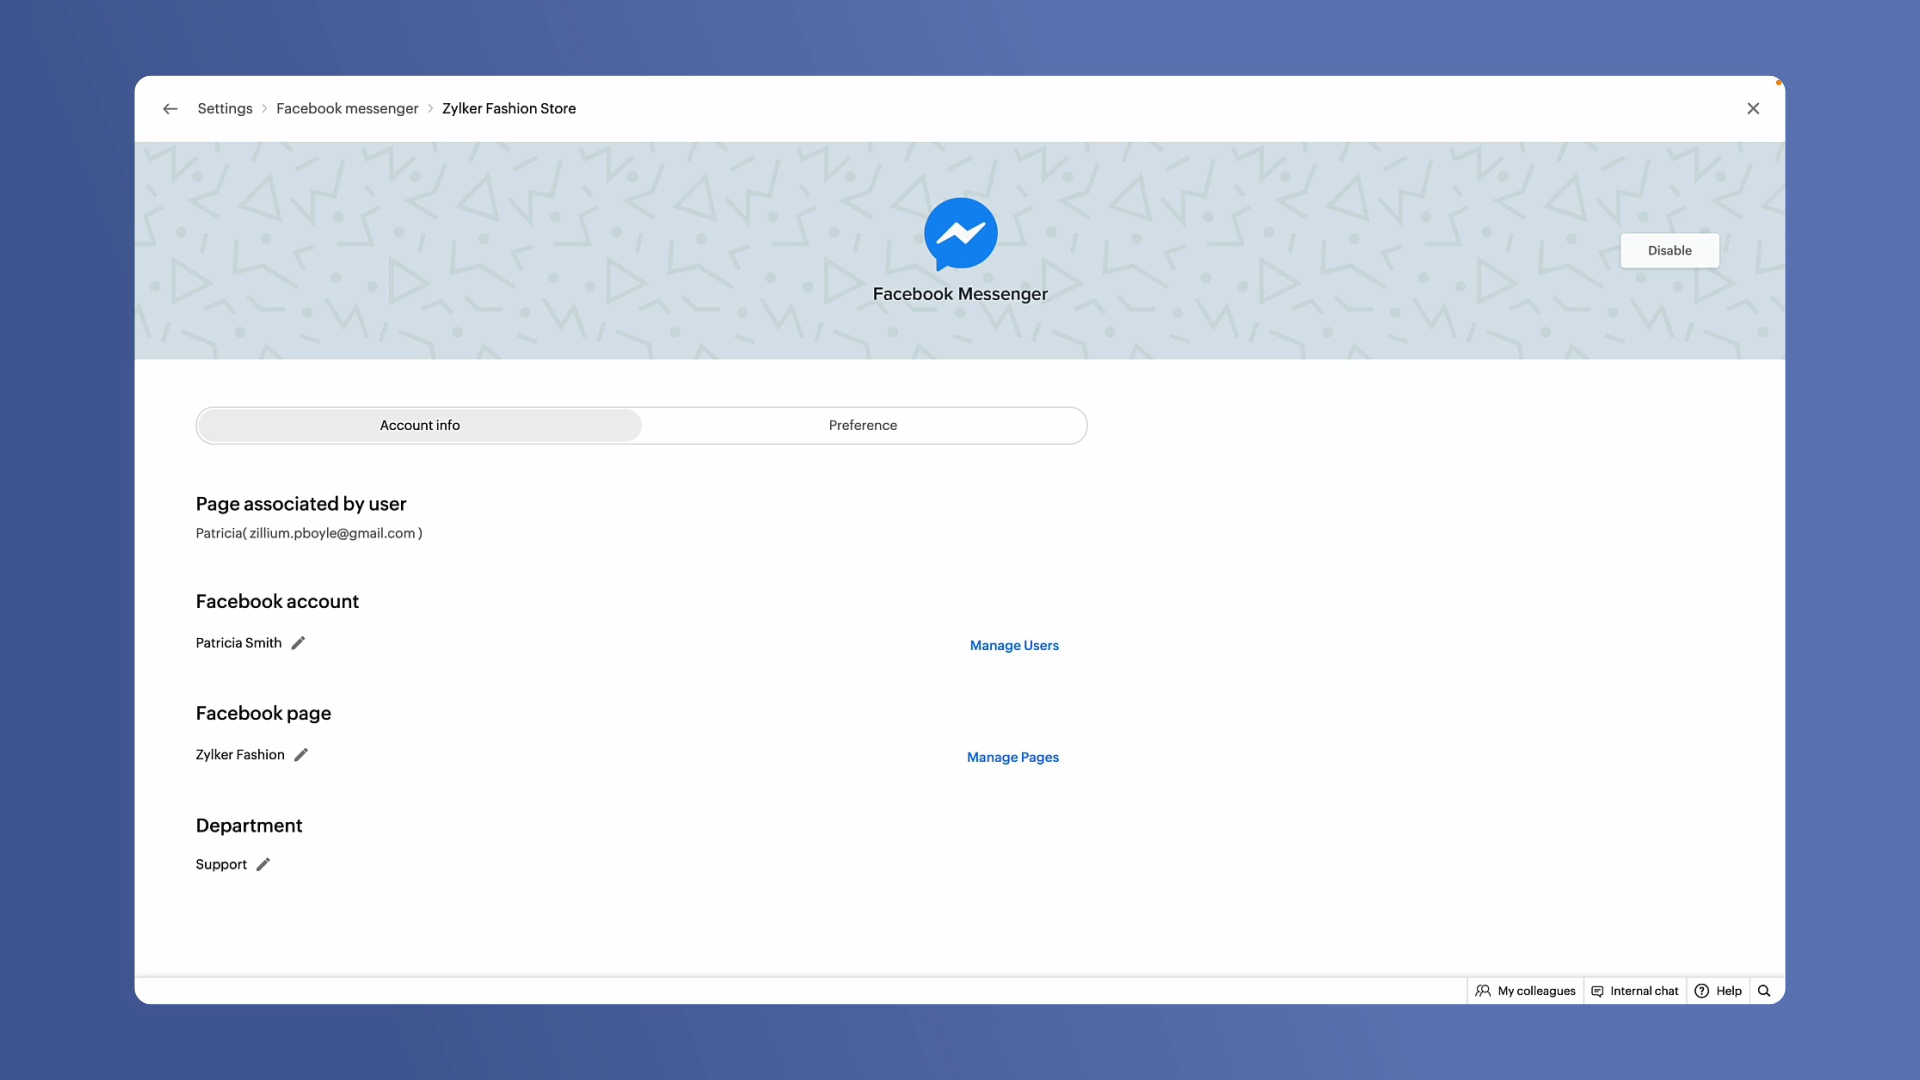 Settings > Facebook messenger > Zylker Fashion Store
Facebook Messenger
Disable
Account info
Preference
Page associated by user
Patricia( zillium.pboyle@gmail.com )
Facebook account
Patricia Smith
Manage Users
Facebook page
Zylker Fashion
Manage Pages
Department
Support
My colleagues
Internal chat
Help